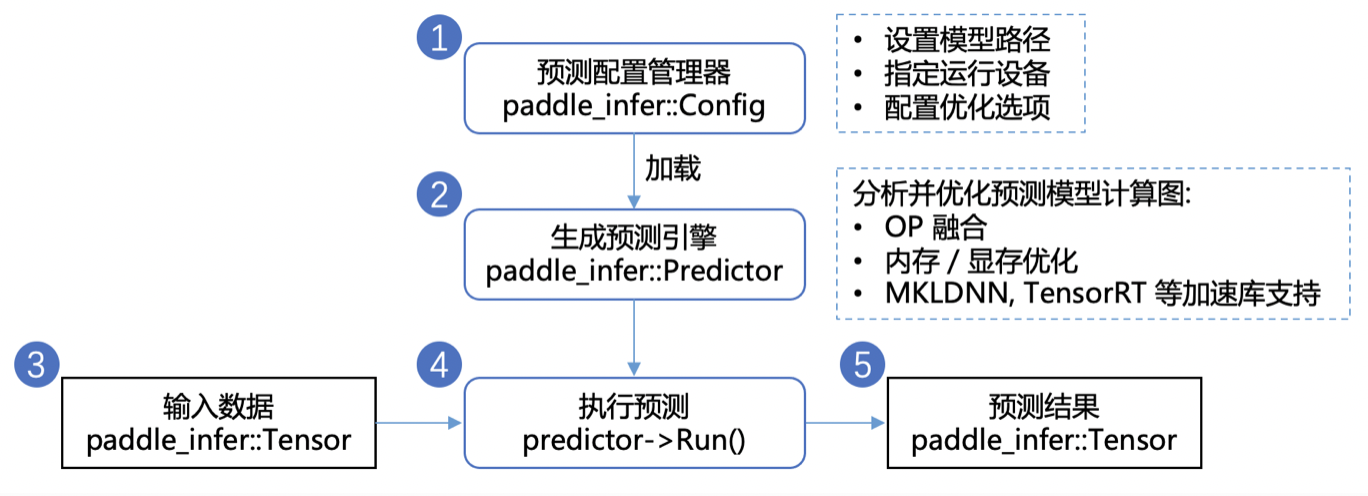 1
预测配置管理器
paddle_infer::Config
• 设置模型路径
• 指定运行设备
• 配置优化选项
加载
2
生成预测引擎
paddle_infer::Predictor
分析并优化预测模型计算图:
• OP 融合
• 内存 / 显存优化
• MKLDNN, TensorRT 等加速库支持
3
输入数据
paddle_infer::Tensor
4
执行预测
predictor->Run()
5
预测结果
paddle_infer::Tensor